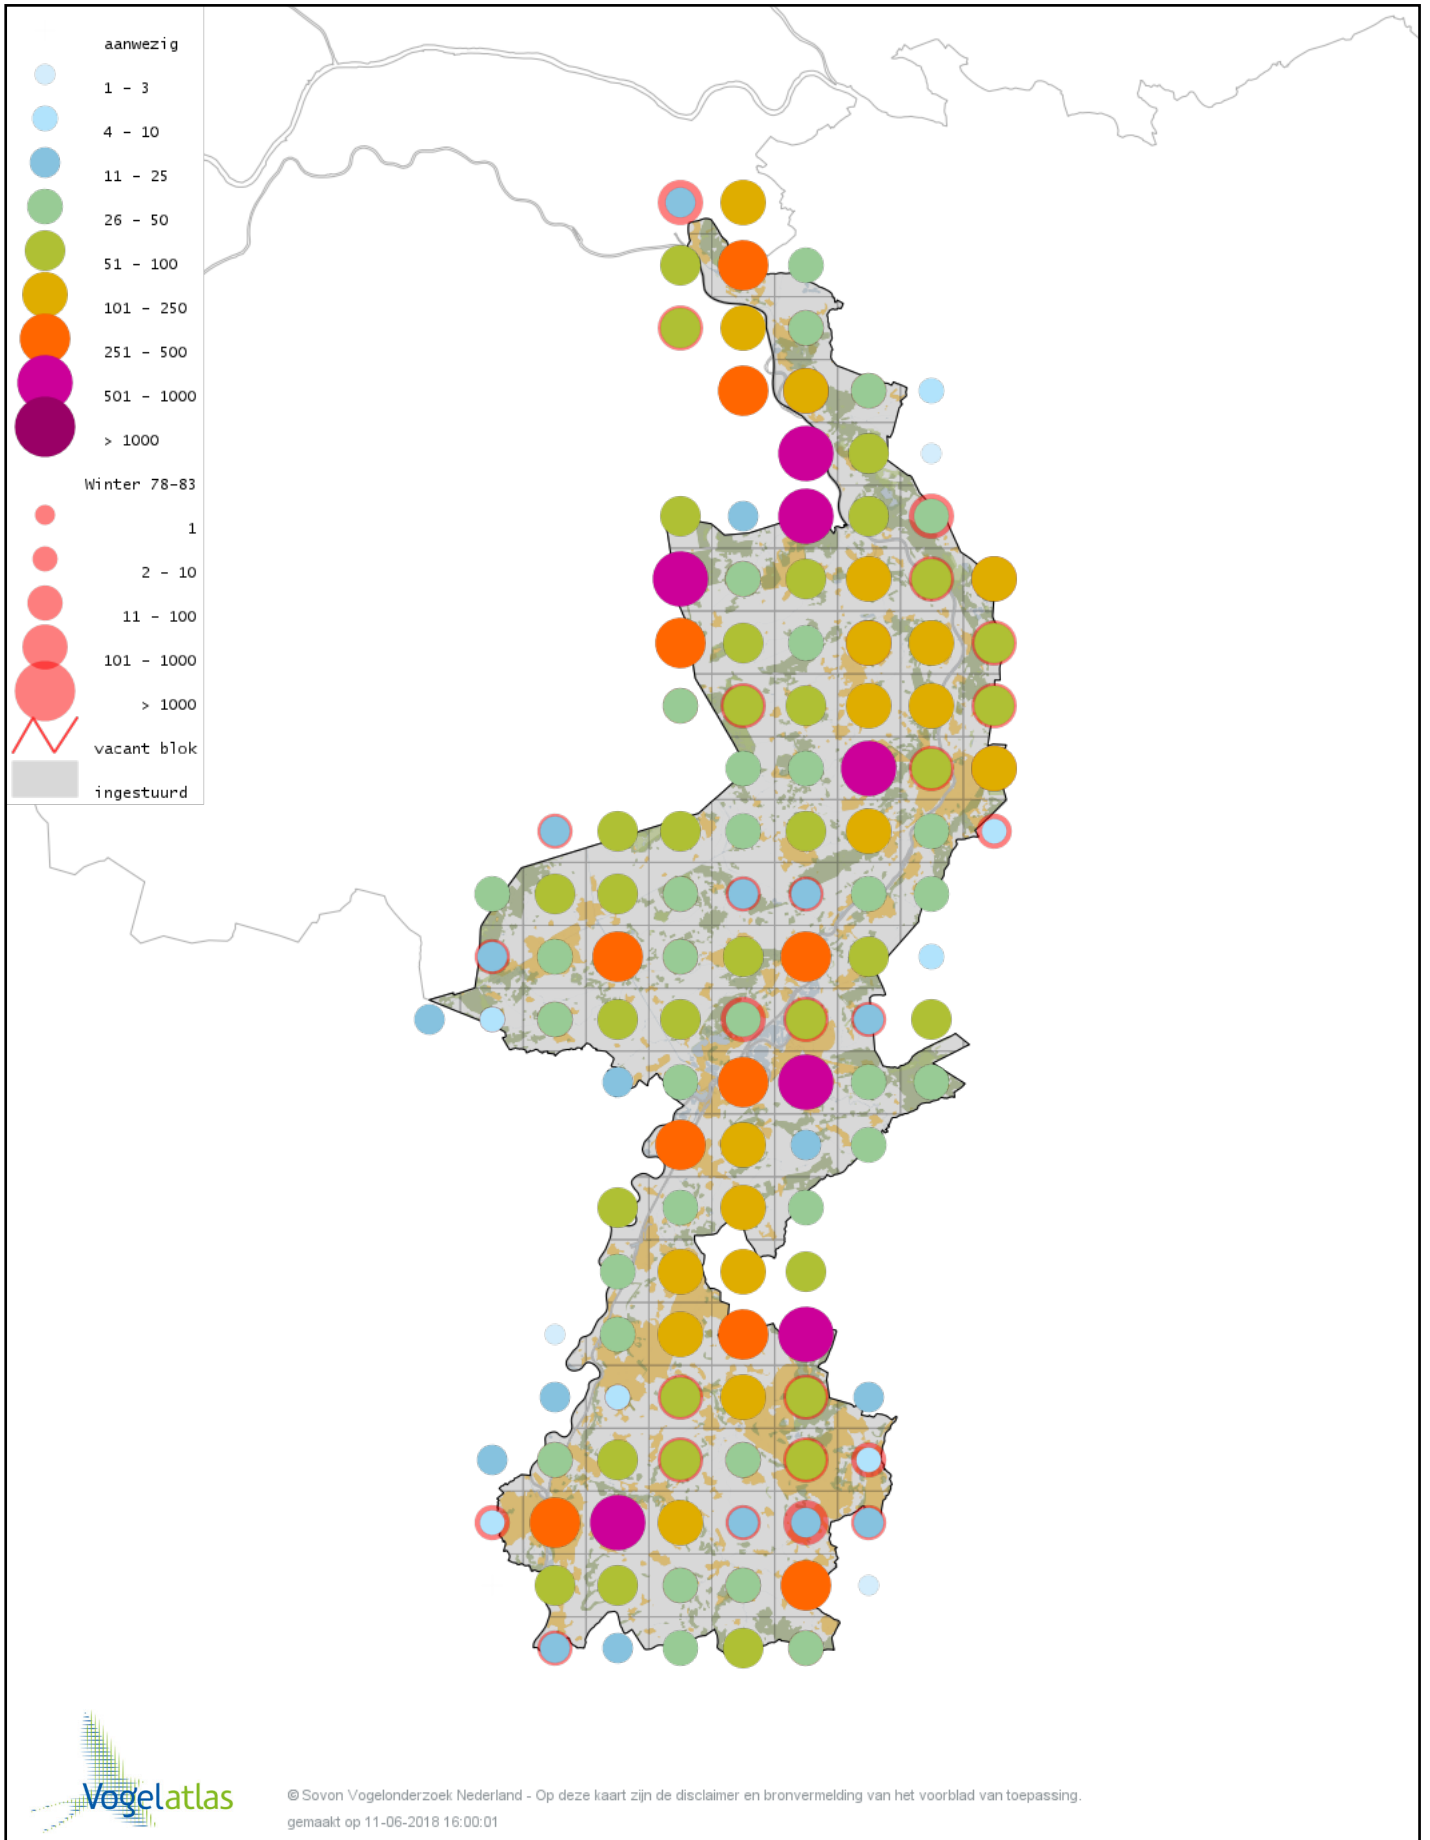 aanwezig
1 - 3
4 - 10
11 - 25
26 - 50
51 - 100
101 - 250
251 - 500
501 - 1000
> 1000
Winter 78-83
1
2 - 10
11 - 100
101 - 1000
> 1000
vacant blok
ingestuurd
Vogelatlas
© Sovon Vogelonderzoek Nederland - Op deze kaart zijn de disclaimer en bronvermelding van het voorblad van toepassing.
gemaakt op 11-06-2018 16:00:01